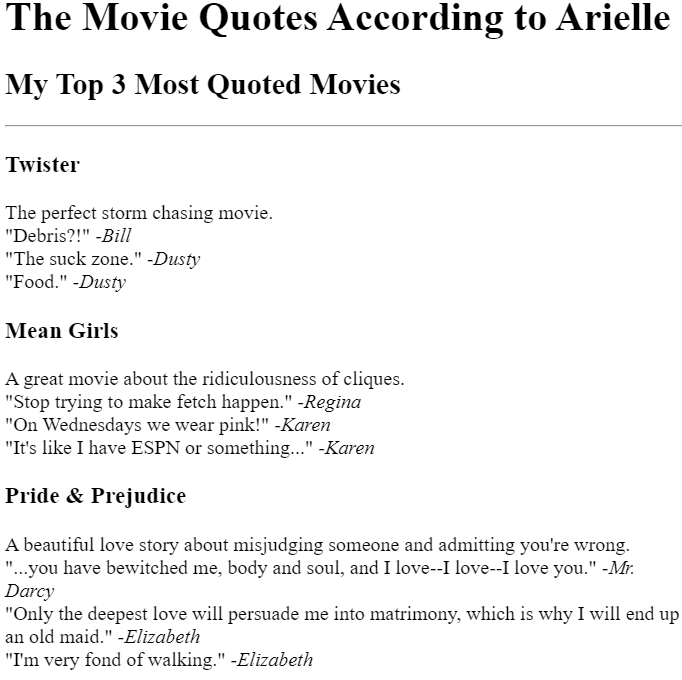 The Movie Quotes According to Arielle
My Top 3 Most Quoted Movies
Twister
The perfect storm chasing movie.
"Debris?!" -Bill
"The suck zone." -Dusty
"Food." -Dusty
Mean Girls
A great movie about the ridiculousness of cliques.
"Stop trying to make fetch happen." -Regina
"On Wednesdays we wear pink!" -Karen
"It's like I have ESPN or something..." -Karen
Pride & Prejudice
A beautiful love story about misjudging someone and admitting you're wrong.
"...you have bewitched me, body and soul, and I love--I love--I love you." -Mr.
Darcy
"Only the deepest love will persuade me into matrimony, which is why I will end up
an old maid." -Elizabeth
"I'm very fond of walking." -Elizabeth